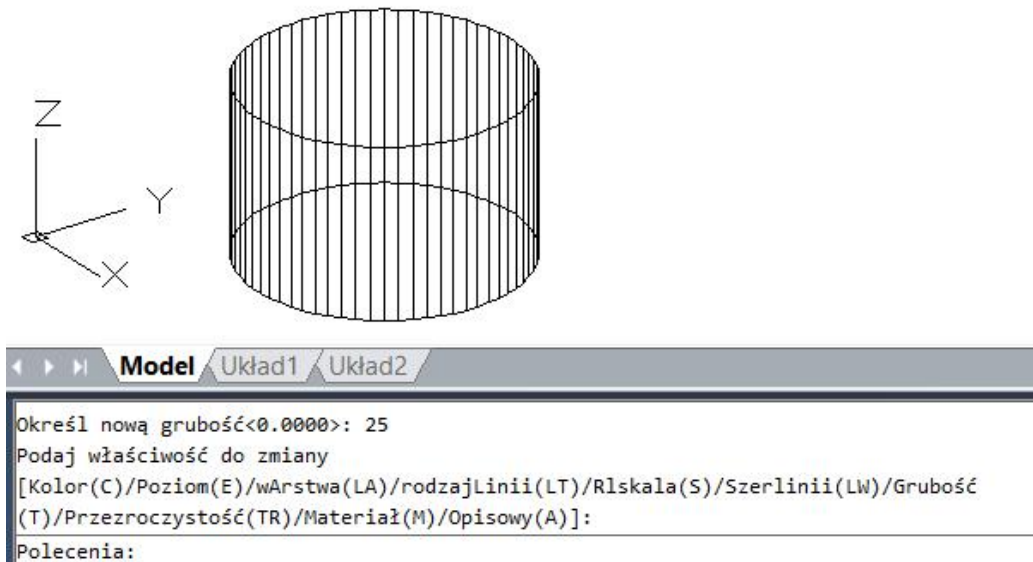 Z
Y
X
Model Układ1 Układ2
Określ nową grubość<0.0000>: 25
Podaj właściwość do zmiany
[Kolor(C)/Poziom(E)/wArstwa(LA)/rodzajLinii(LT)/Rlskala(S)/Szerlinii(LW)/Grubość
(T)/Przezroczystość(TR)/Materiał(M)/Opisowy(A)]:
Polecenia: